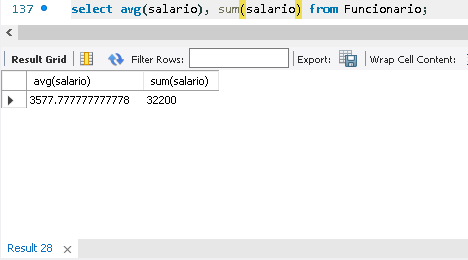 137 select avg(salario), sum(salario) from Funcionario;
Result Grid Filter Rows: Export: Wrap Cell Content:
avg(salario) sum(salario)
3577.777777777778 32200
Result 28 ×